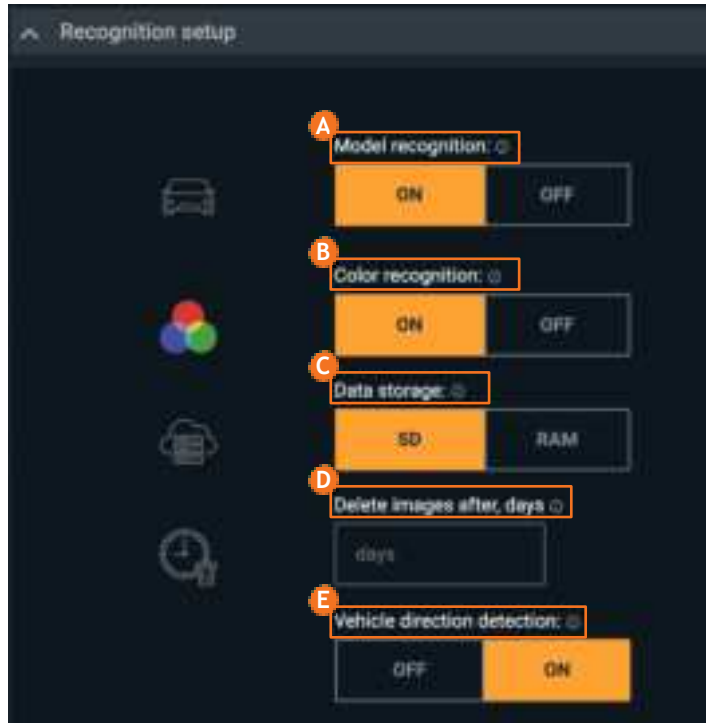 Recognition setup
A
Model recognition:
ON OFF
B
Color recognition:
ON OFF
C
Data storage:
SD RAM
D
Delete images after, days
days
E
Vehicle direction detection:
OFF ON